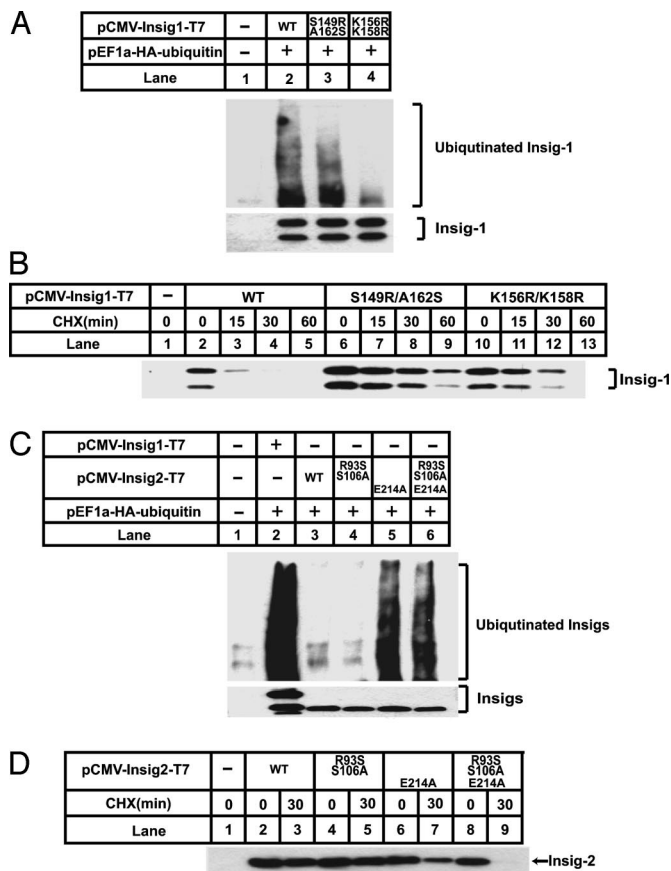 A
pCMV-Insig1-T7 – WT S149R A162S K156R K158R
pEF1a-HA-ubiquitin – + + +
Lane 1 2 3 4
Ubiqutinated Insig-1
Insig-1
B
pCMV-Insig1-T7 – WT S149R/A162S K156R/K158R
CHX(min) 0 0 15 30 60 0 15 30 60 0 15 30 60
Lane 1 2 3 4 5 6 7 8 9 10 11 12 13
Insig-1
C
pCMV-Insig1-T7 – + – – – –
pCMV-Insig2-T7 – – WT R93S S106A E214A R93S S106A E214A
pEF1a-HA-ubiquitin – + + + + +
Lane 1 2 3 4 5 6
Ubiqutinated Insigs
Insigs
D
pCMV-Insig2-T7 – WT R93S S106A E214A R93S S106A E214A
CHX(min) 0 0 30 0 30 0 30 0 30
Lane 1 2 3 4 5 6 7 8 9
←Insig-2